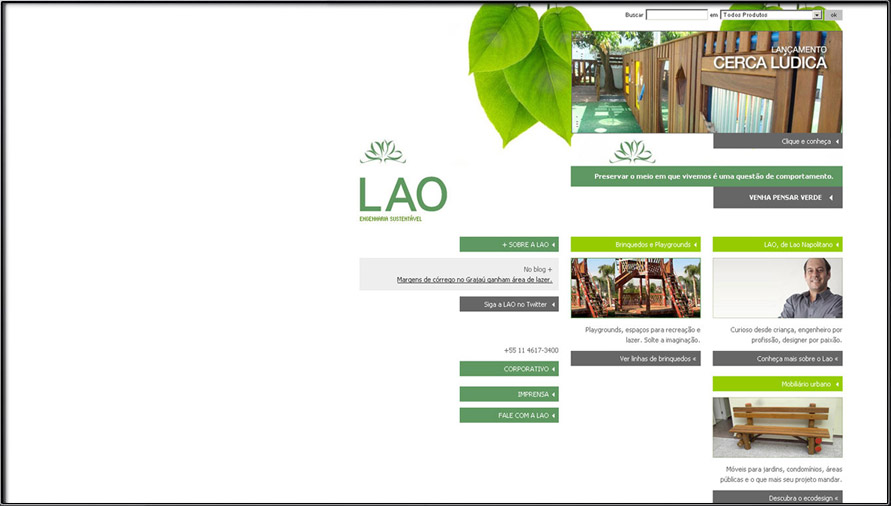 Buscar em Todos Produtos ok
LANÇAMENTO
CERCA LÚDICA
Clique e conheça
Preservar o meio em que vivemos é uma questão de comportamento.
VENHA PENSAR VERDE
LAO
ENGENHARIA SUSTENTÁVEL
+ SOBRE A LAO
No blog +
Margens de córrego no Grajaú ganham área de lazer.
Siga a LAO no Twitter
+55 11 4617-3400
CORPORATIVO
IMPRENSA
FALE COM A LAO
Brinquedos e Playgrounds
Playgrounds, espaços para recreação e
lazer. Solte a imaginação.
Ver linhas de brinquedos «
LAO, de Lao Napolitano
Curioso desde criança, engenheiro por
profissão, designer por paixão.
Conheça mais sobre o Lao «
Mobiliário urbano
Móveis para jardins, condomínios, áreas
públicas e o que mais seu projeto mandar.
Descubra o ecodesign «